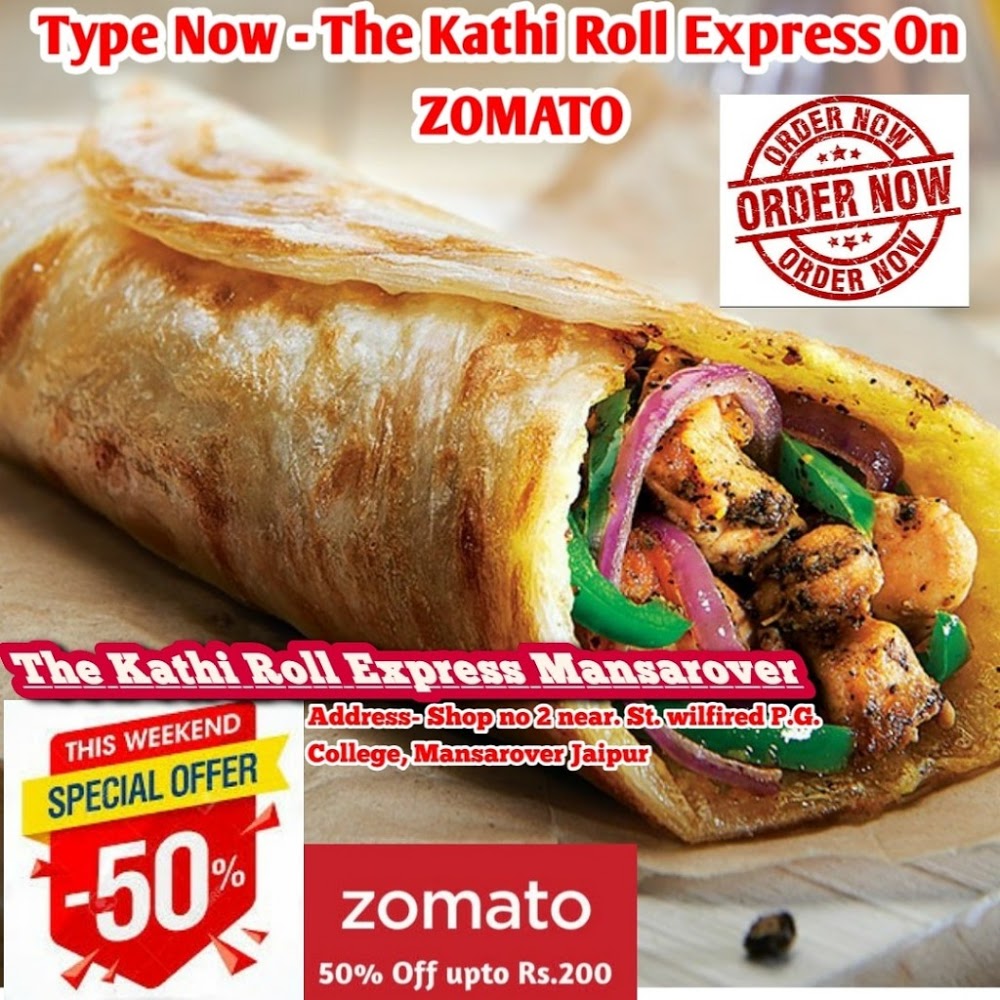 Type Now - The Kathi Roll Express On
ZOMATO
ORDER NOW
ORDER NOW
ORDER NOW
The Kathi Roll Express Mansarover
Address- Shop no 2 near. St. wilfired P.G.
College, Mansarover Jaipur
THIS WEEKEND
SPECIAL OFFER
-50%
zomato
50% Off upto Rs.200